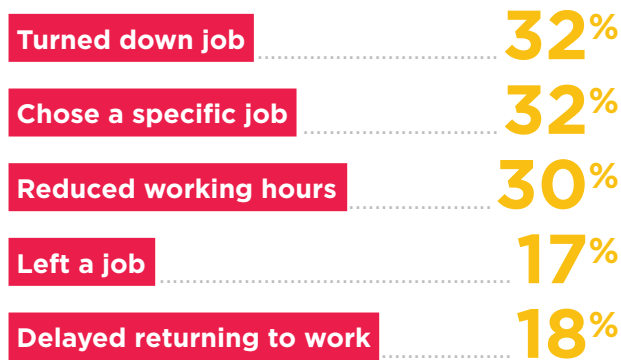 Turned down job 32%
Chose a specific job 32%
Reduced working hours 30%
Left a job 17%
Delayed returning to work 18%